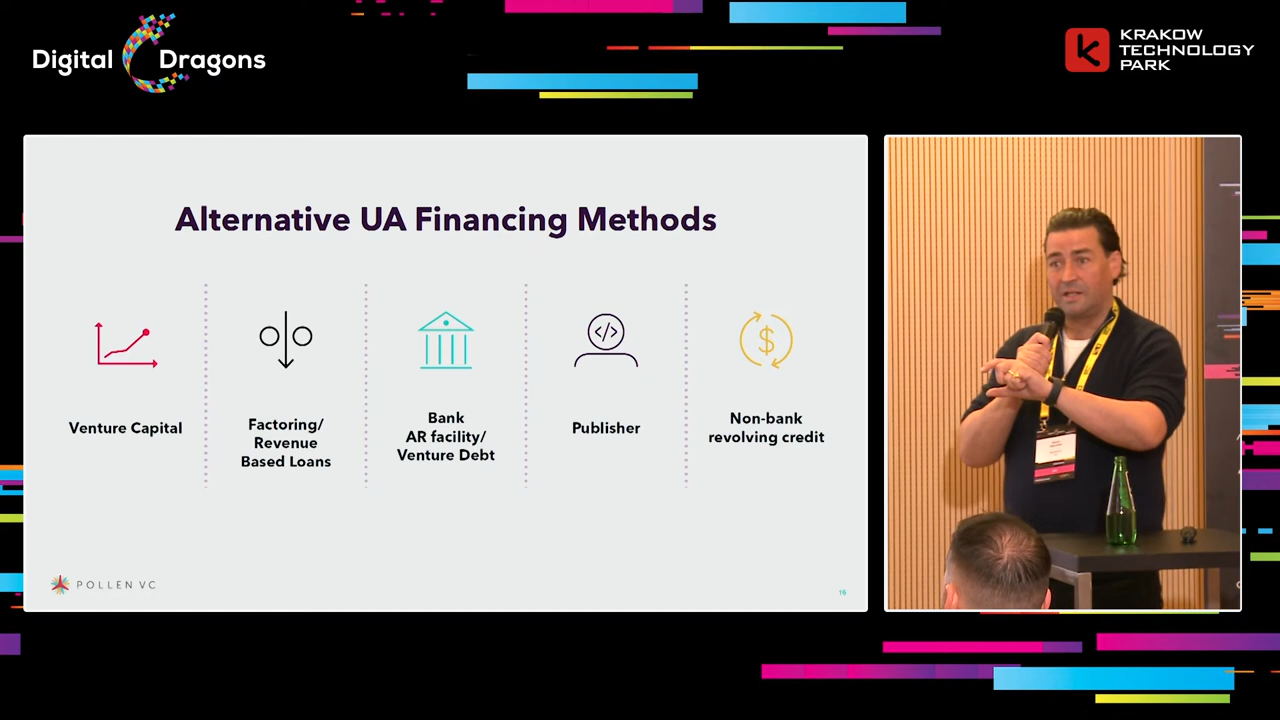 Digital Dragons
KRAKOW
TECHNOLOGY
PARK
Alternative UA Financing Methods
Venture Capital
Factoring/
Revenue
Based Loans
Bank
AR facility/
Venture Debt
Publisher
Non-bank
revolving credit
POLLEN VC
16